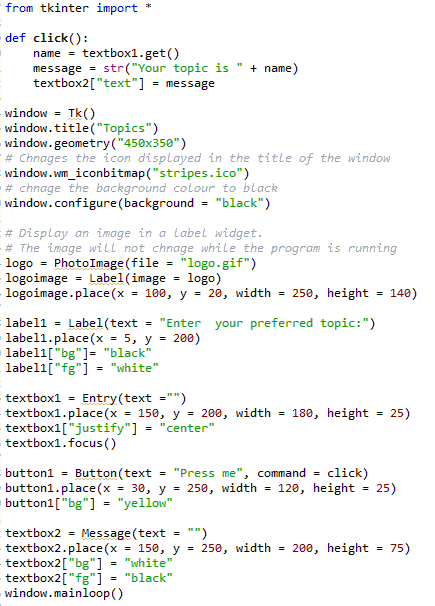 from tkinter import *
def click():
    name = textbox1.get()
    message = str("Your topic is " + name)
    textbox2["text"] = message
window = Tk()
window.title("Topics")
window.geometry("450x350")
# Chnages the icon displayed in the title of the window
window.wm_iconbitmap("stripes.ico")
# chnage the background colour to black
window.configure(background = "black")
# Display an image in a label widget.
# The image will not chnage while the program is running
logo = PhotoImage(file = "logo.gif")
logoimage = Label(image = logo)
logoimage.place(x = 100, y = 20, width = 250, height = 140)
label1 = Label(text = "Enter  your preferred topic:")
label1.place(x = 5, y = 200)
label1["bg"]= "black"
label1["fg"] = "white"
textbox1 = Entry(text ="")
textbox1.place(x = 150, y = 200, width = 180, height = 25)
textbox1["justify"] = "center"
textbox1.focus()
button1 = Button(text = "Press me", command = click)
button1.place(x = 30, y = 250, width = 120, height = 25)
button1["bg"] = "yellow"
textbox2 = Message(text = "")
textbox2.place(x = 150, y = 250, width = 200, height = 75)
textbox2["bg"] = "white"
textbox2["fg"] = "black"
window.mainloop()